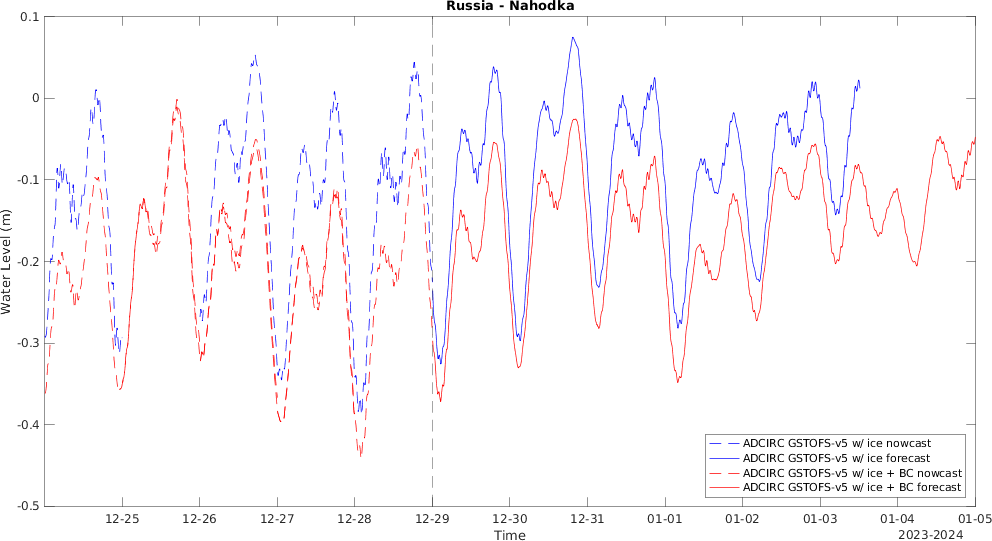 Russia - Nahodka
0.1
0
-0.1
-0.2
-0.3
-0.4
-0.5
Water Level (m)
12-25 12-26 12-27 12-28 12-29 12-30 12-31 01-01 01-02 01-03 01-04 01-05
Time
2023-2024
ADCIRC GSTOFS-v5 w/ ice nowcast
ADCIRC GSTOFS-v5 w/ ice forecast
ADCIRC GSTOFS-v5 w/ ice + BC nowcast
ADCIRC GSTOFS-v5 w/ ice + BC forecast